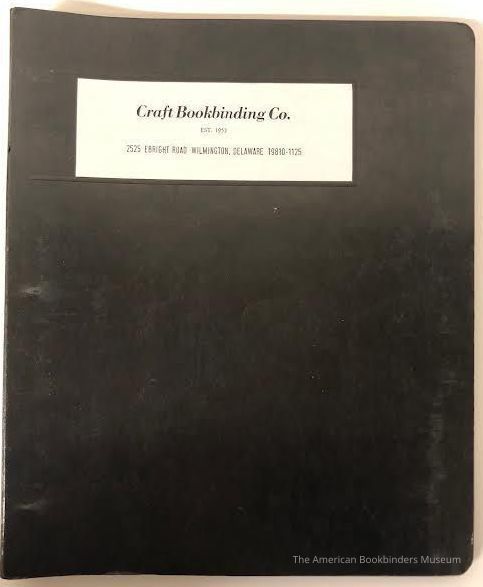 Craft Bookbinding Co.
EST. 1953
2525 EBRIGHT ROAD WILMINGTON, DELAWARE 19810-1125
The American Bookbinders Museum